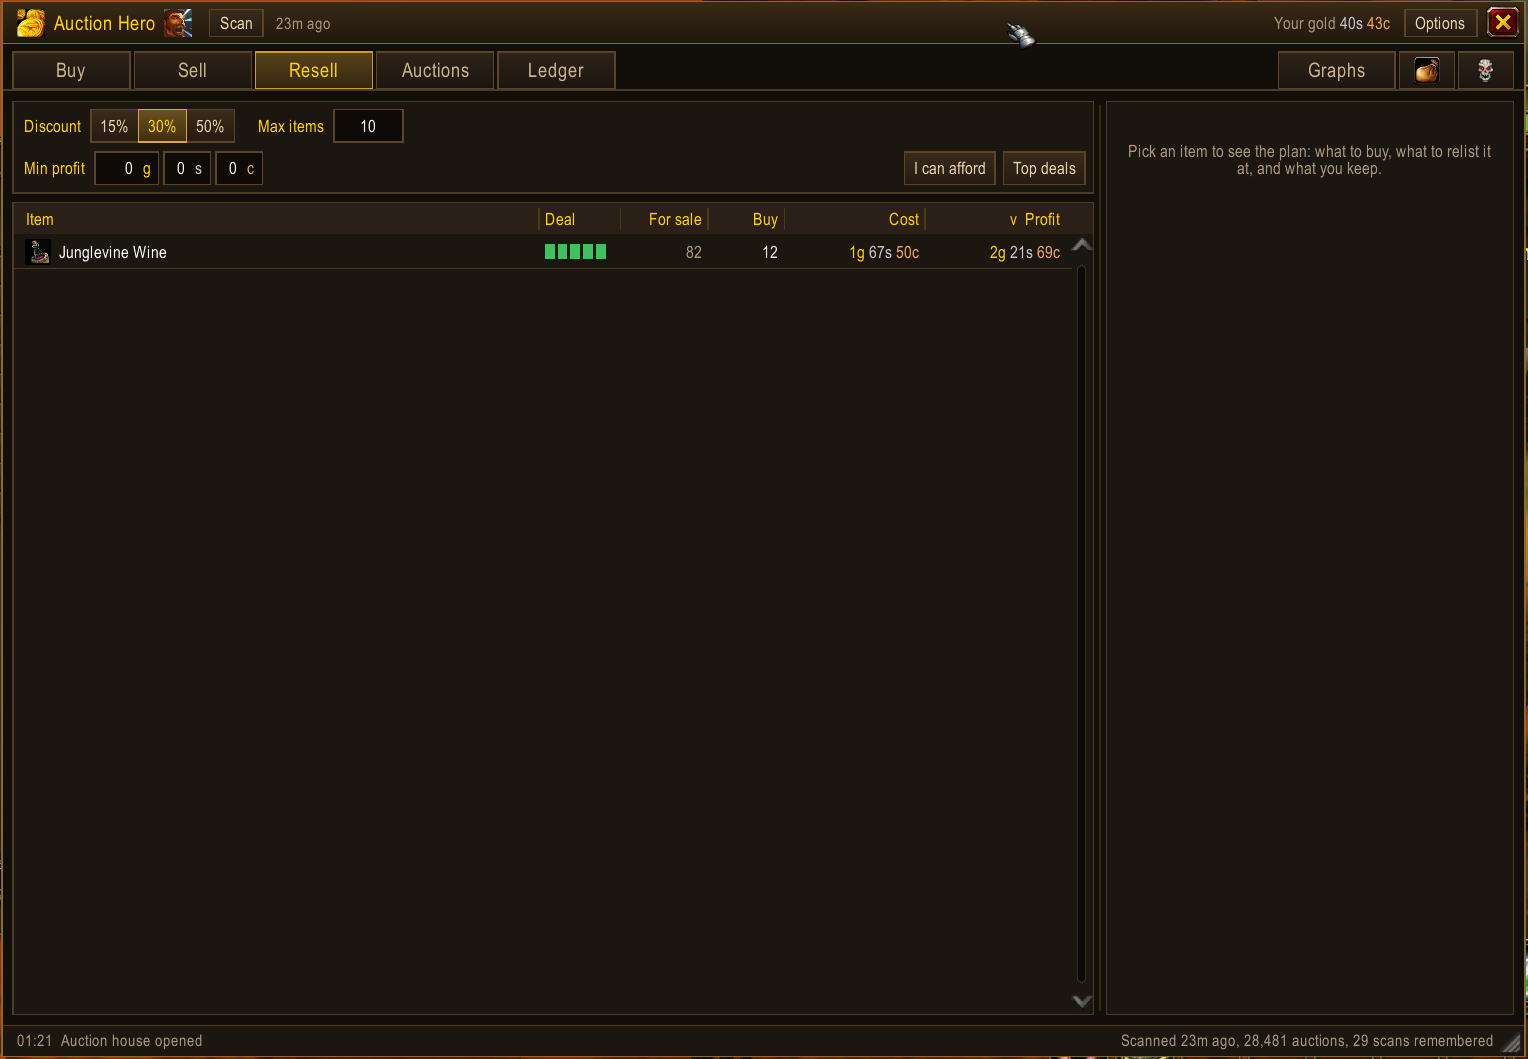 Auction Hero Scan 23m ago Your gold 40s 43c Options
Buy Sell Resell Auctions Ledger Graphs
Discount 15% 30% 50% Max items 10
Min profit 0 g 0 s 0 c I can afford Top deals
Pick an item to see the plan: what to buy, what to relist it
at, and what you keep.
Item Deal For sale Buy Cost v Profit
Junglevine Wine 82 12 1g 67s 50c 2g 21s 69c
01:21 Auction house opened Scanned 23m ago, 28,481 auctions, 29 scans remembered